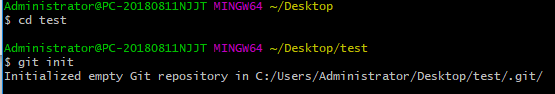 Administrator@PC-20180811NJJT MINGW64 ~/Desktop
$ cd test
Administrator@PC-20180811NJJT MINGW64 ~/Desktop/test
$ git init
Initialized empty Git repository in C:/Users/Administrator/Desktop/test/.git/